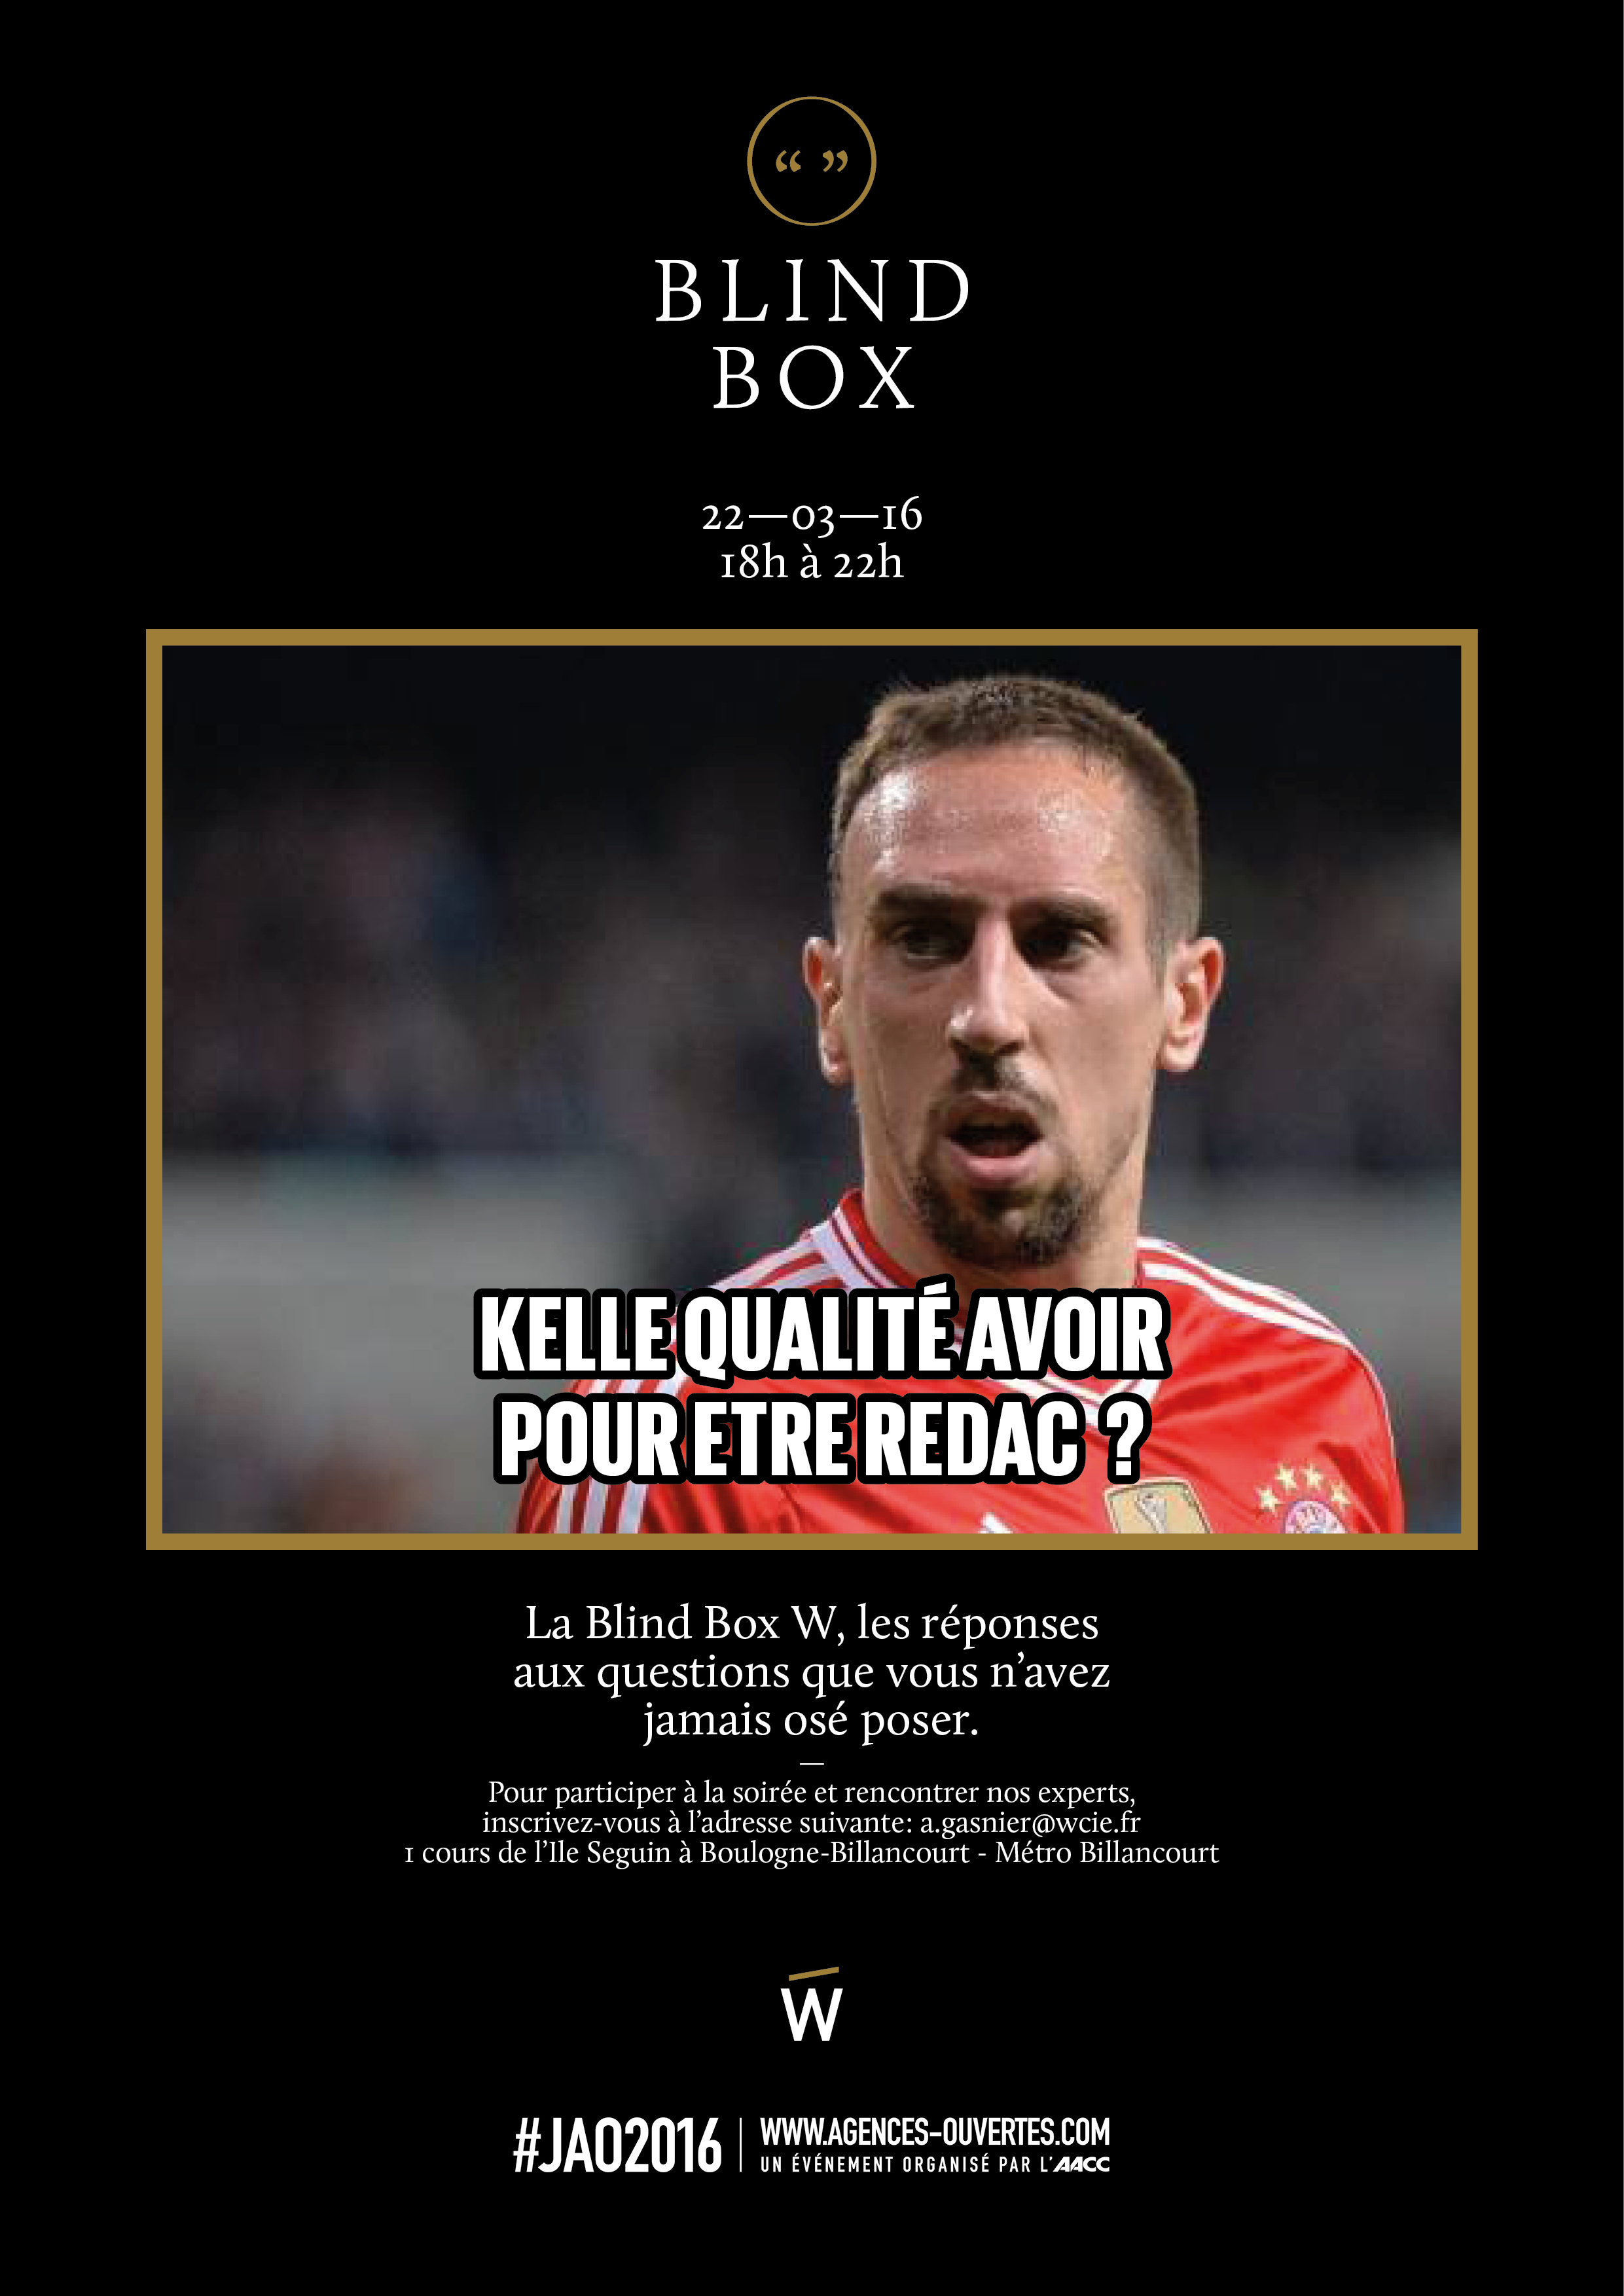 “ ”
BLIND
BOX
22—03—16
18h à 22h
KELLE QUALITÉ AVOIR
POUR ETRE REDAC ?
La Blind Box W, les réponses
aux questions que vous n’avez
jamais osé poser.
—
Pour participer à la soirée et rencontrer nos experts,
inscrivez-vous à l’adresse suivante: a.gasnier@wcie.fr
1 cours de l’Ile Seguin à Boulogne-Billancourt - Métro Billancourt
W
#JAO2016 | WWW.AGENCES-OUVERTES.COM
UN ÉVÉNEMENT ORGANISÉ PAR L’AACC